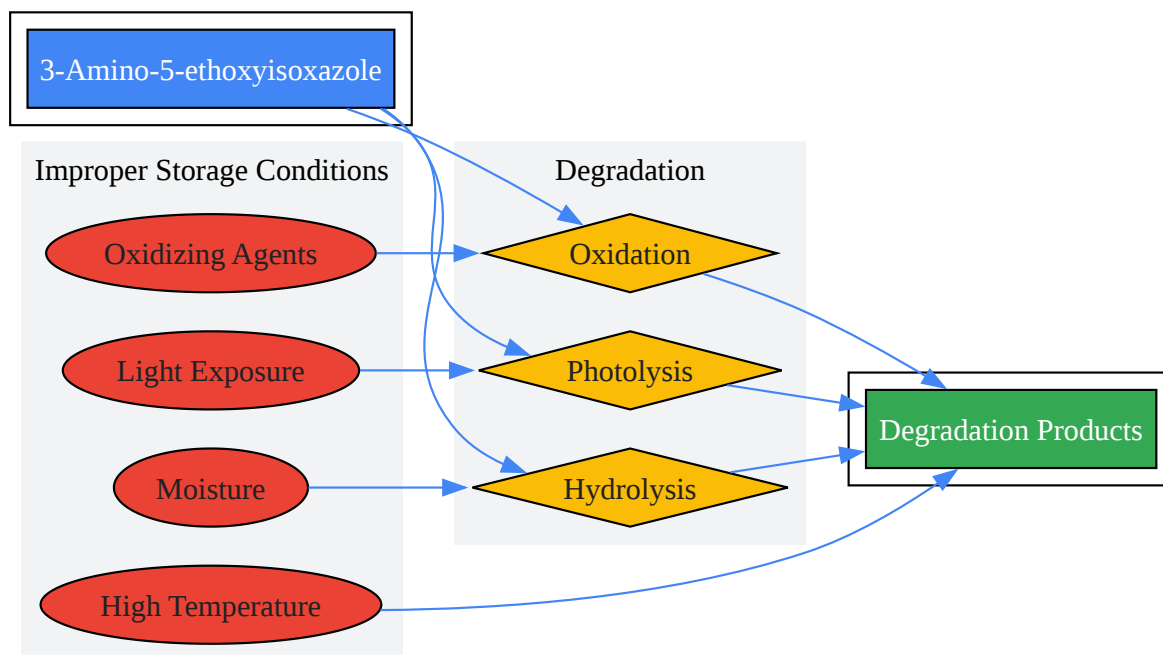 3-Amino-5-ethoxyisoxazole
Improper Storage Conditions
Degradation
Oxidizing Agents
Oxidation
Light Exposure
Photolysis
Degradation Products
Moisture
Hydrolysis
High Temperature